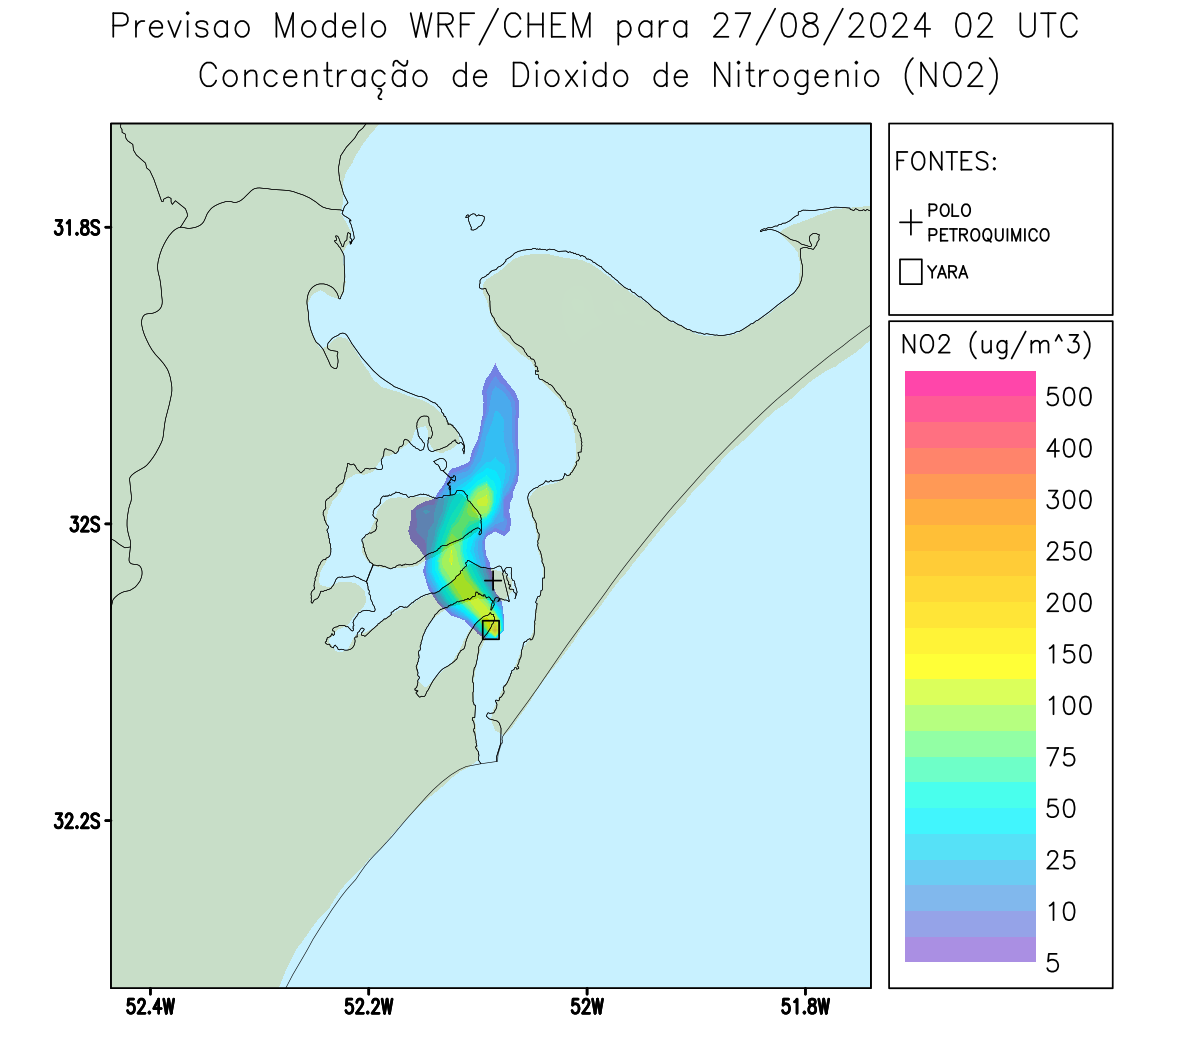 Previsao Modelo WRF/CHEM para 27/08/2024 02 UTC
Concentração de Dioxido de Nitrogenio (NO2)
FONTES:
POLO
PETROQUIMICO
YARA
NO2 (ug/m^3)
500
400
300
250
200
150
100
75
50
25
10
5
31.8S
32S
32.2S
52.4W
52.2W
52W
51.8W